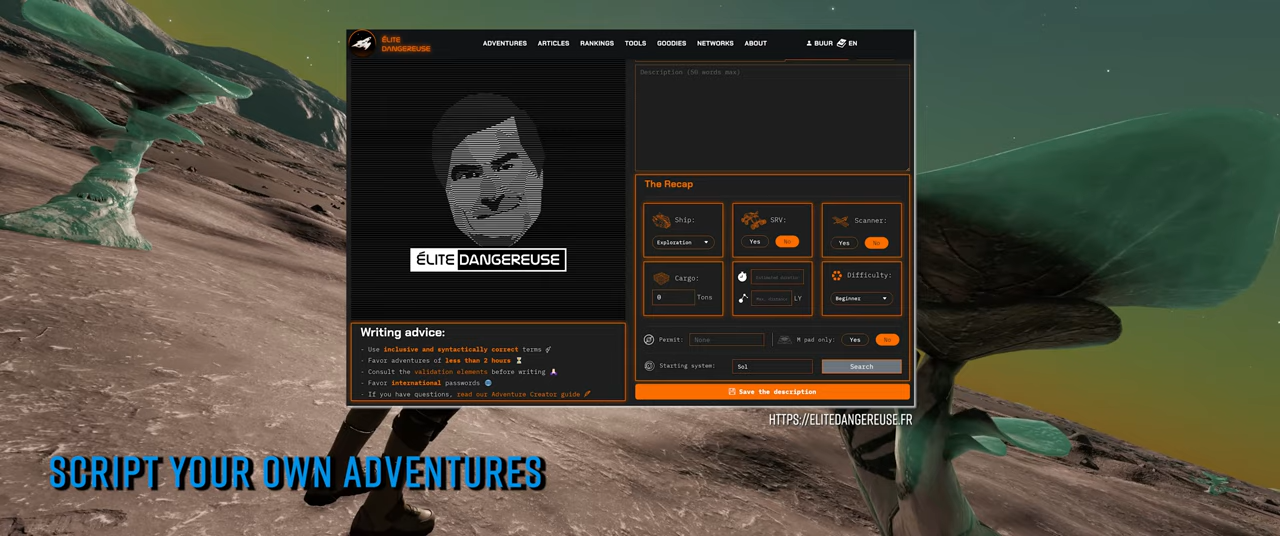 ÉLITE
DANGEREUSE
ADVENTURES ARTICLES RANKINGS TOOLS GOODIES NETWORKS ABOUT
BUUR EN
Description (56 words max)
ÉLITE DANGEREUSE
The Recap
Ship:
Exploration
SRV:
Yes No
Scanner:
Yes No
Cargo:
0 Tons
LY
Difficulty:
Beginner
Permit: None
M pad only: Yes No
Starting system: Sol Search
Save the description
Writing advice:
- Use inclusive and syntactically correct terms
- Favor adventures of less than 2 hours
- Consult the validation elements before writing
- Favor international passwords
- If you have questions, read our Adventure Creator guide
HTTPS://ELITEDANGEREUSE.FR
SCRIPT YOUR OWN ADVENTURES